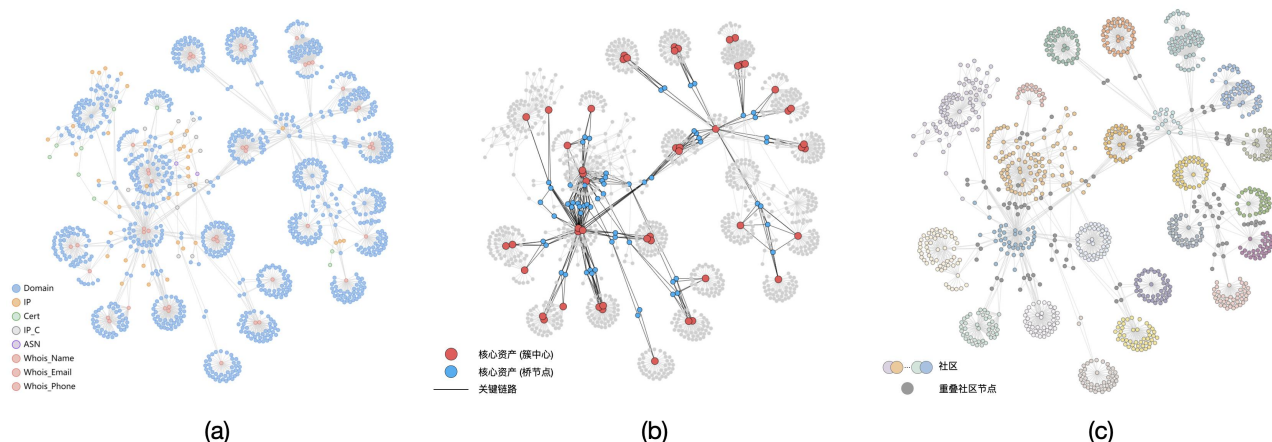 Domain
IP
Cert
IP_C
ASN
Whois_Name
Whois_Email
Whois_Phone
(a)
核心资产 (簇中心)
核心资产 (桥节点)
关键链路
(b)
社区
重叠社区节点
(c)